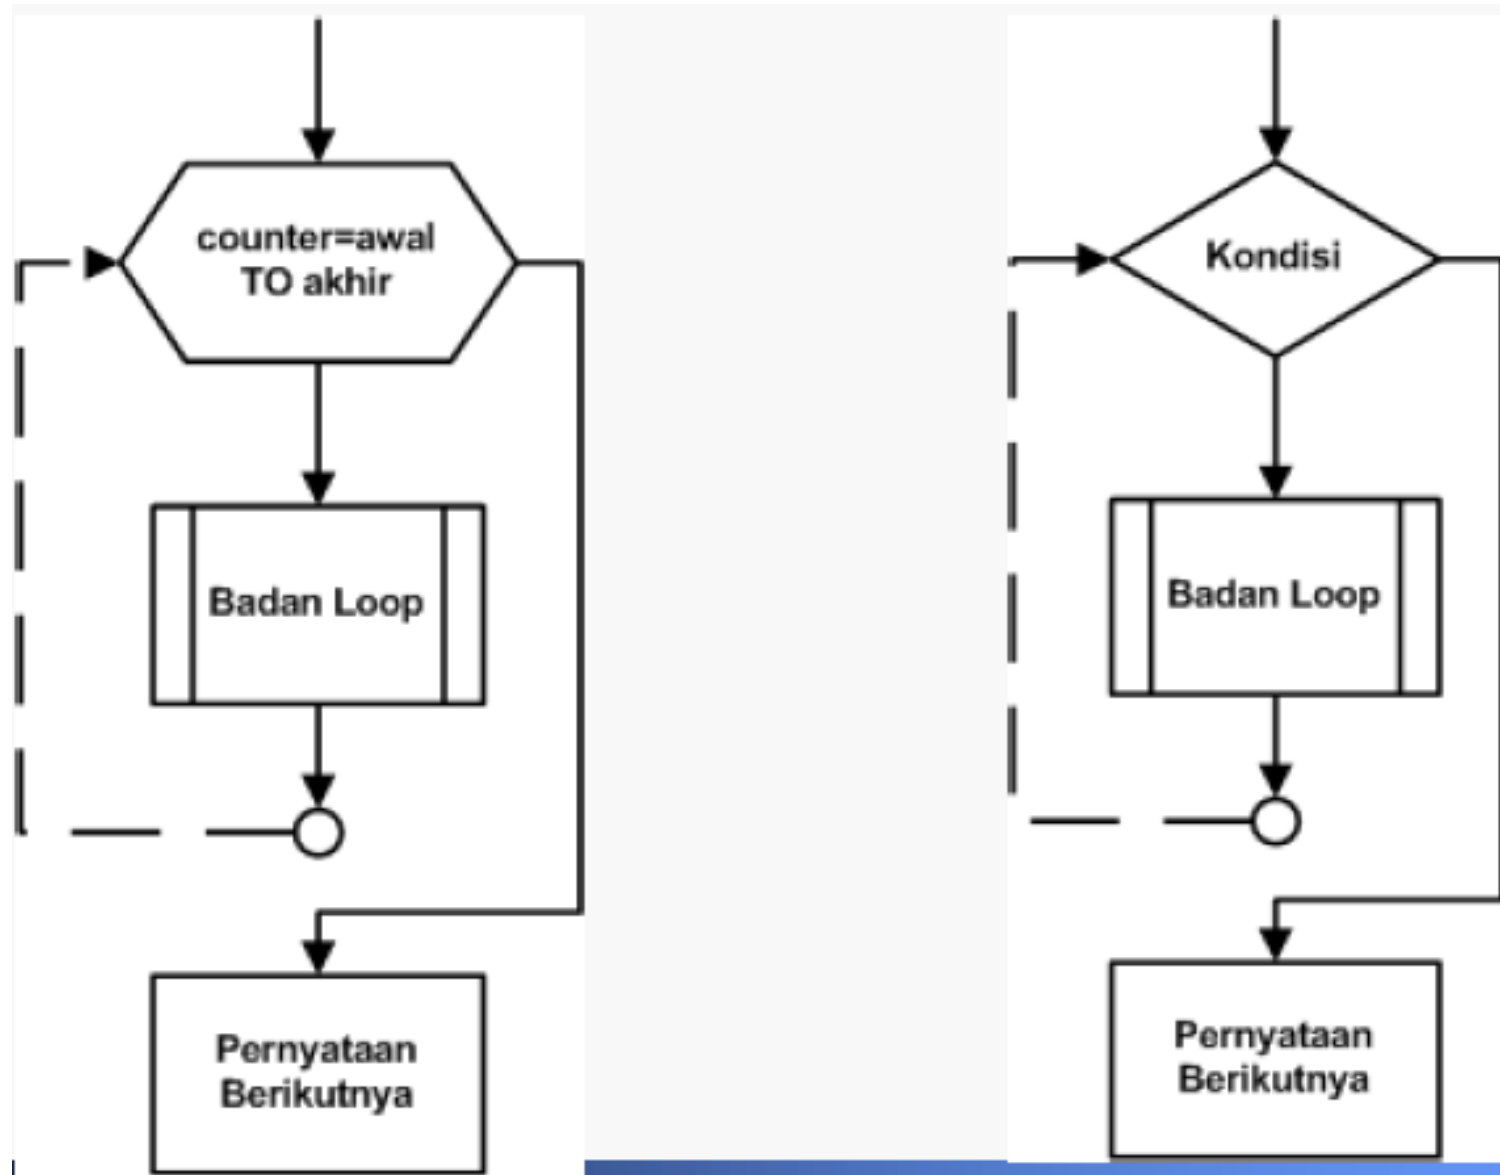 counter=awal
TO akhir
Badan Loop
Pernyataan
Berikutnya
Kondisi
Badan Loop
Pernyataan
Berikutnya